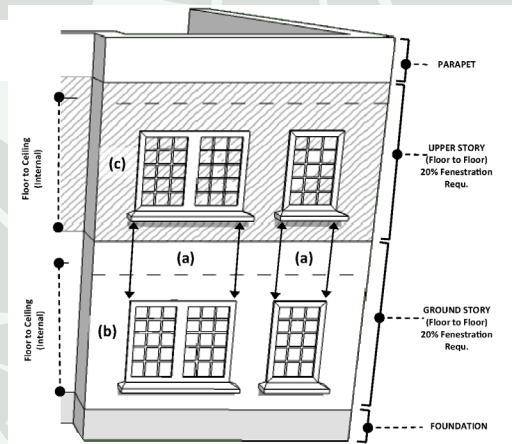 PARAPET
Floor to Ceiling
(internal)
(c)
UPPER STORY
(Floor to Floor)
20% Fenestration
Requ.
(a)
(a)
Floor to Ceiling
(internal)
(b)
GROUND STORY
(Floor to Floor)
20% Fenestration
Requ.
FOUNDATION